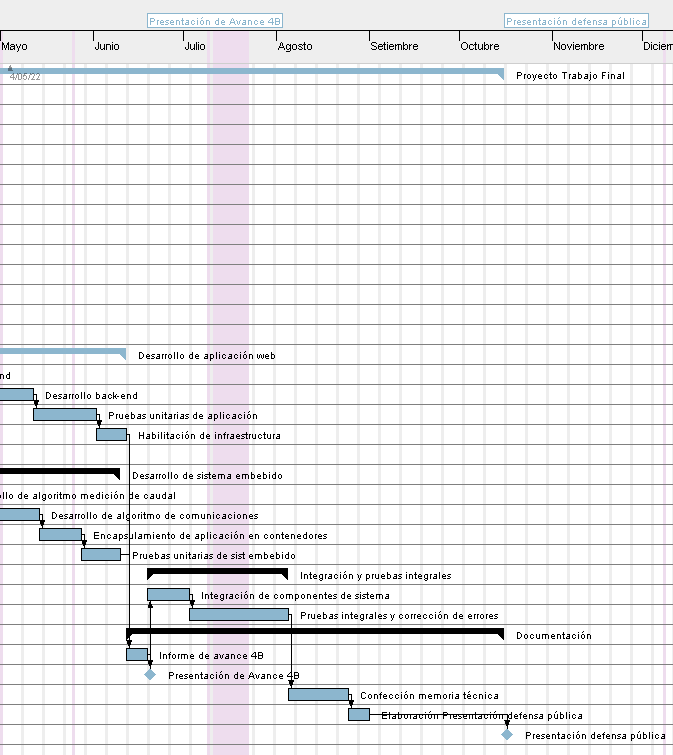 Presentación de Avance 4B Presentación defensa pública
Mayo Junio Julio Agosto Setiembre Octubre Noviembre Diciem
4/05/22 Proyecto Trabajo Final
Desarrollo de aplicación web
nd
Desarrollo back-end
Pruebas unitarias de aplicación
Habilitación de infraestructura
Desarrollo de sistema embebido
llo de algoritmo medición de caudal
Desarrollo de algoritmo de comunicaciones
Encapsulamiento de aplicación en contenedores
Pruebas unitarias de sist embebido
Integración y pruebas integrales
Integración de componentes de sistema
Pruebas integrales y corrección de errores
Documentación
Informe de avance 4B
Presentación de Avance 4B
Confección memoria técnica
Elaboración Presentación defensa pública
Presentación defensa pública